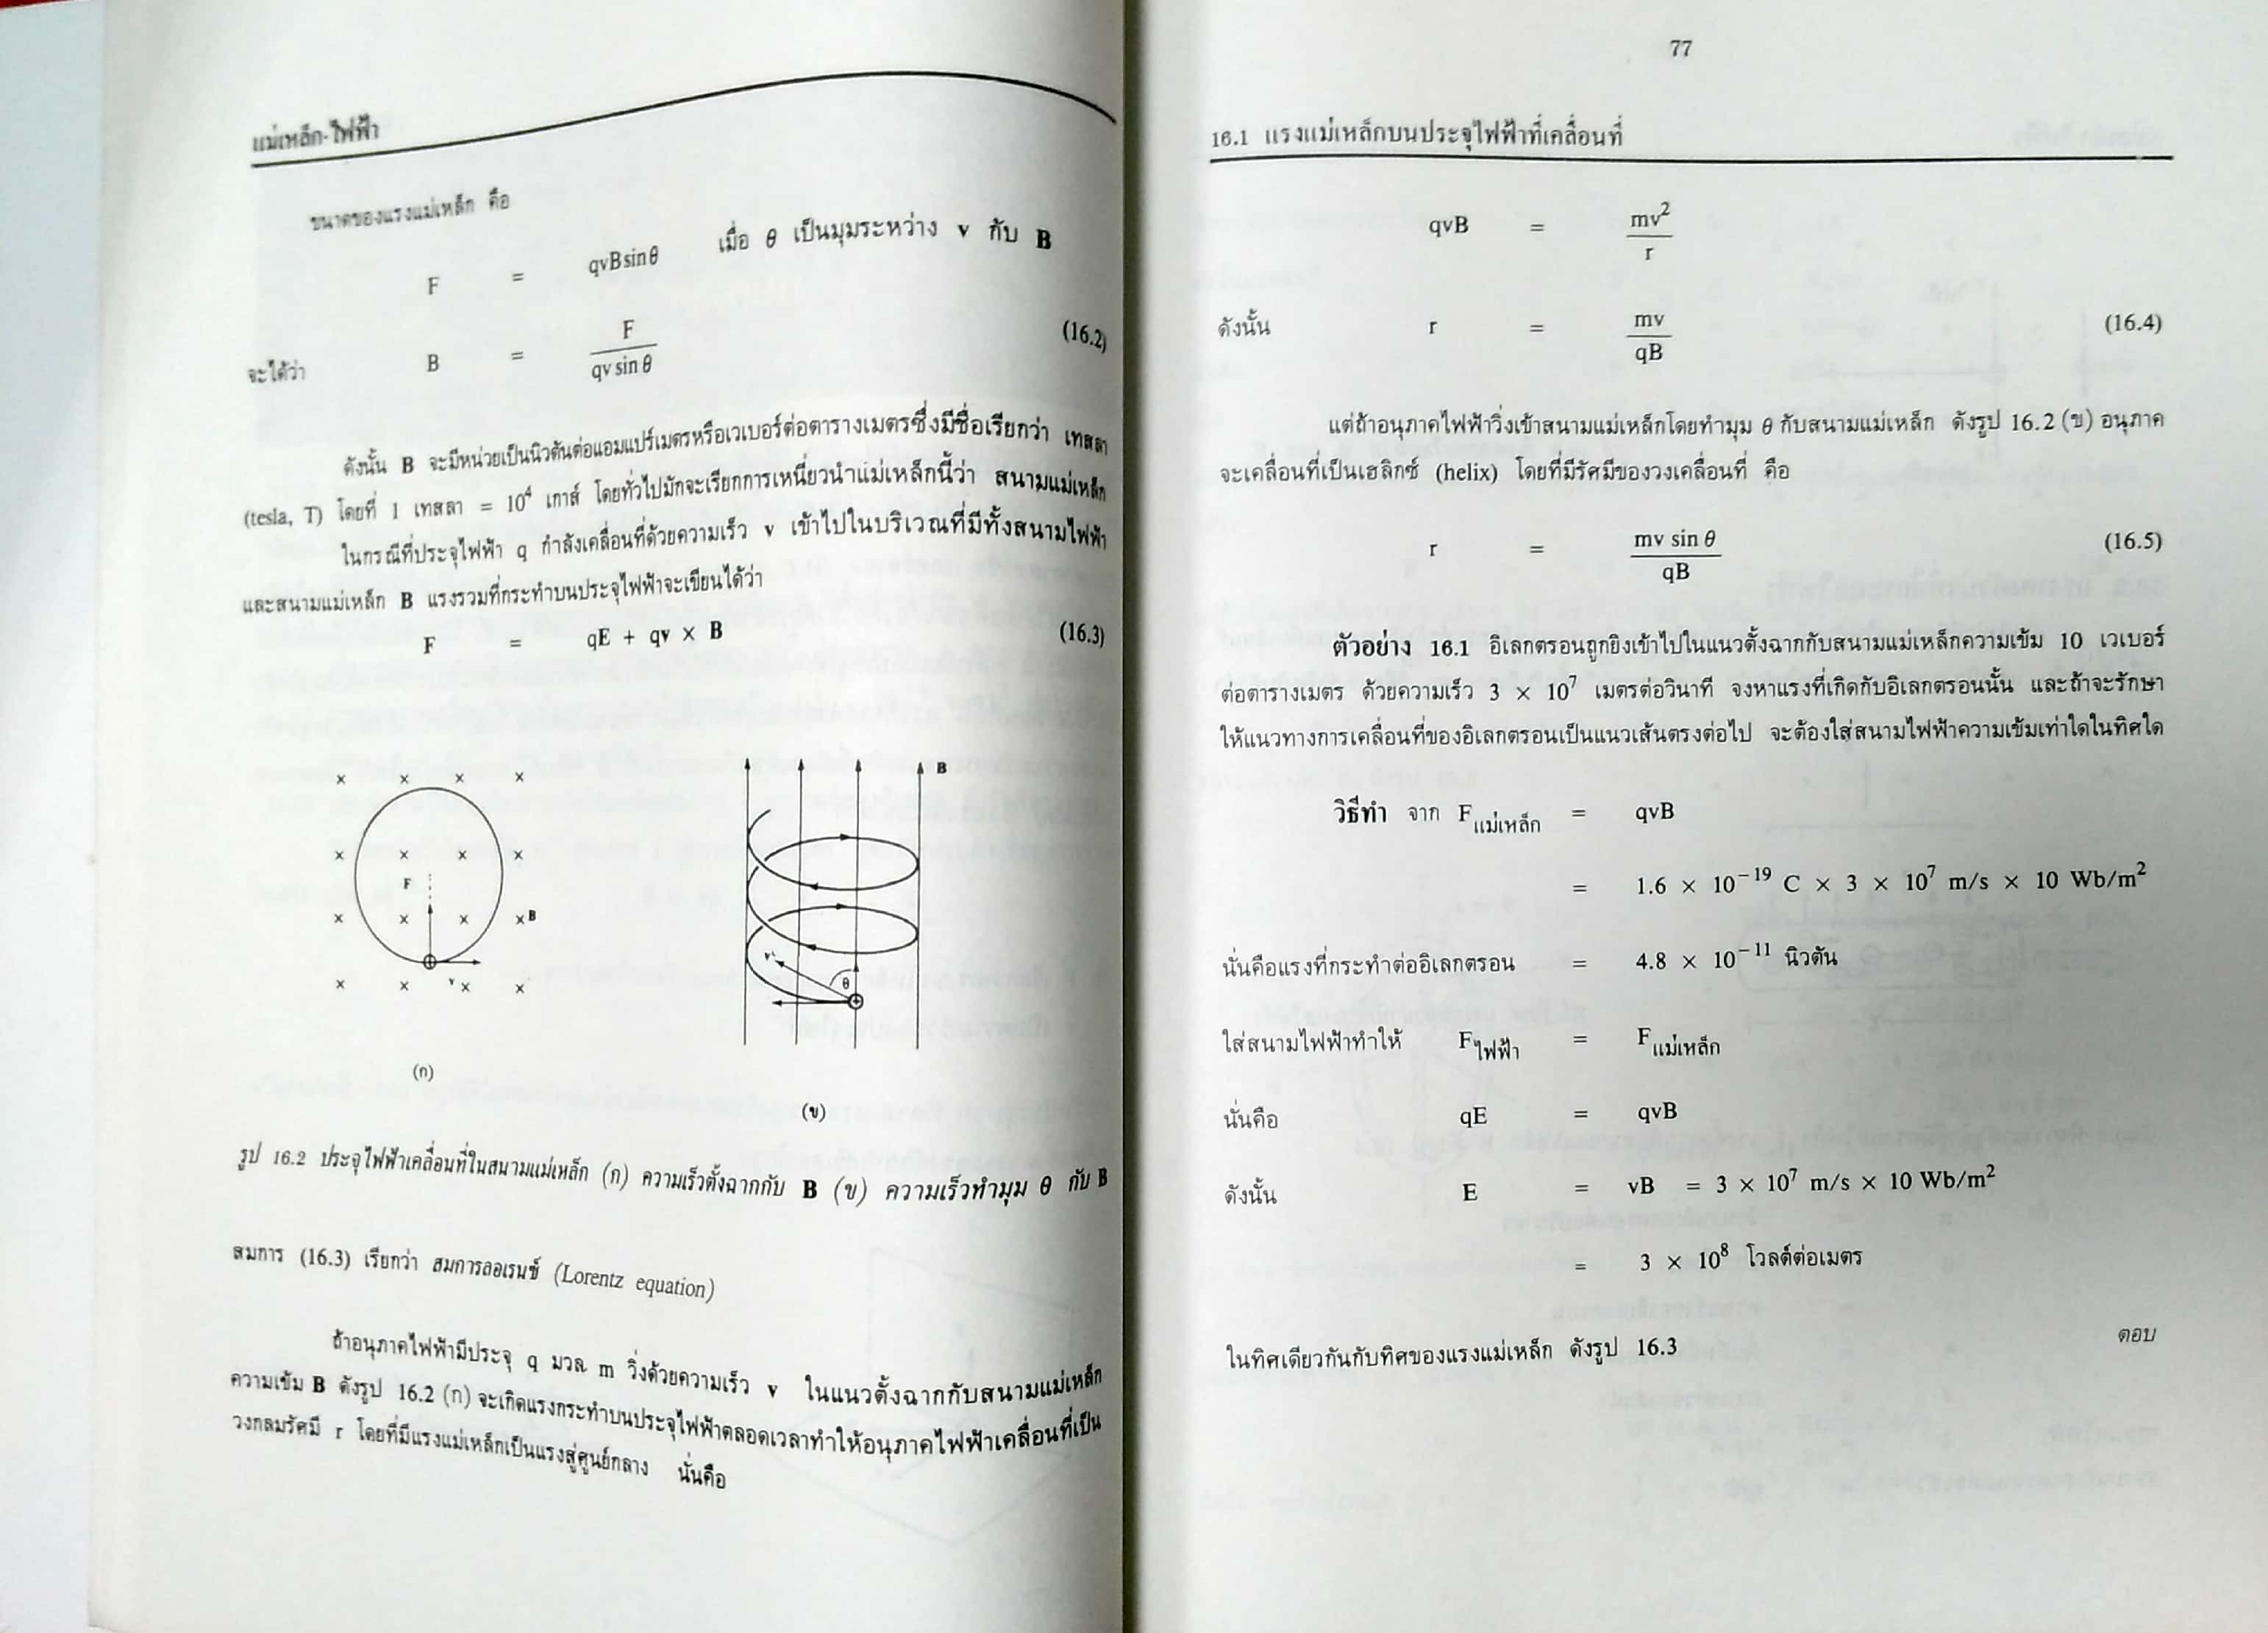 แม่เหล็ก-ไฟฟ้า
ขนาดของแรงแม่เหล็ก คือ
F = qvBsinθ เมื่อ θ เป็นมุมระหว่าง v กับ B
จะได้ว่า B = F / qv sin θ (16.2)
ดังนั้น B จะมีหน่วยเป็นนิวตันต่อแอมแปร์เมตรหรือเวเบอร์ต่อตารางเมตรซึ่งมีชื่อเรียกว่า เทสลา
(tesla, T) โดยที่ 1 เทสลา = 10⁴ เกาส์ โดยทั่วไปมักจะเรียกการเหนี่ยวนำแม่เหล็กนี้ว่า สนามแม่เหล็ก
ในกรณีที่ประจุไฟฟ้า q กำลังเคลื่อนที่ด้วยความเร็ว v เข้าไปในบริเวณที่มีทั้งสนามไฟฟ้า
และสนามแม่เหล็ก B แรงรวมที่กระทำบนประจุไฟฟ้าจะเขียนได้ว่า
F = qE + qv × B (16.3)
B
F
B
v
v
θ
(ก)
(ข)
รูป 16.2 ประจุไฟฟ้าเคลื่อนที่ในสนามแม่เหล็ก (ก) ความเร็วตั้งฉากกับ B (ข) ความเร็วทำมุม θ กับ B
สมการ (16.3) เรียกว่า สมการลอเรนซ์ (Lorentz equation)
ถ้าอนุภาคไฟฟ้ามีประจุ q มวล m วิ่งด้วยความเร็ว v ในแนวตั้งฉากกับสนามแม่เหล็ก
ความเข้ม B ดังรูป 16.2 (ก) จะเกิดแรงกระทำบนประจุไฟฟ้าตลอดเวลาทำให้อนุภาคไฟฟ้าเคลื่อนที่เป็น
วงกลมรัศมี r โดยที่มีแรงแม่เหล็กเป็นแรงสู่ศูนย์กลาง นั่นคือ
77
16.1 แรงแม่เหล็กบนประจุไฟฟ้าที่เคลื่อนที่
qvB = mv² / r
ดังนั้น r = mv / qB (16.4)
แต่ถ้าอนุภาคไฟฟ้าวิ่งเข้าสนามแม่เหล็กโดยทำมุม θ กับสนามแม่เหล็ก ดังรูป 16.2 (ข) อนุภาค
จะเคลื่อนที่เป็นเฮลิกซ์ (helix) โดยที่มีรัศมีของวงเคลื่อนที่ คือ
r = mv sin θ / qB (16.5)
ตัวอย่าง 16.1 อิเลกตรอนถูกยิงเข้าไปในแนวตั้งฉากกับสนามแม่เหล็กความเข้ม 10 เวเบอร์
ต่อตารางเมตร ด้วยความเร็ว 3 × 10⁷ เมตรต่อวินาที จงหาแรงที่เกิดกับอิเลกตรอนนั้น และถ้าจะรักษา
ให้แนวทางการเคลื่อนที่ของอิเลกตรอนเป็นแนวเส้นตรงต่อไป จะต้องใส่สนามไฟฟ้าความเข้มเท่าใดในทิศใด
วิธีทำ จาก Fแม่เหล็ก = qvB
= 1.6 × 10⁻¹⁹ C × 3 × 10⁷ m/s × 10 Wb/m²
นั่นคือแรงที่กระทำต่ออิเลกตรอน = 4.8 × 10⁻¹¹ นิวตัน
ใส่สนามไฟฟ้าทำให้ Fไฟฟ้า = Fแม่เหล็ก
นั่นคือ qE = qvB
ดังนั้น E = vB = 3 × 10⁷ m/s × 10 Wb/m²
= 3 × 10⁸ โวลต์ต่อเมตร
ในทิศเดียวกันกับทิศของแรงแม่เหล็ก ดังรูป 16.3 ตอบ